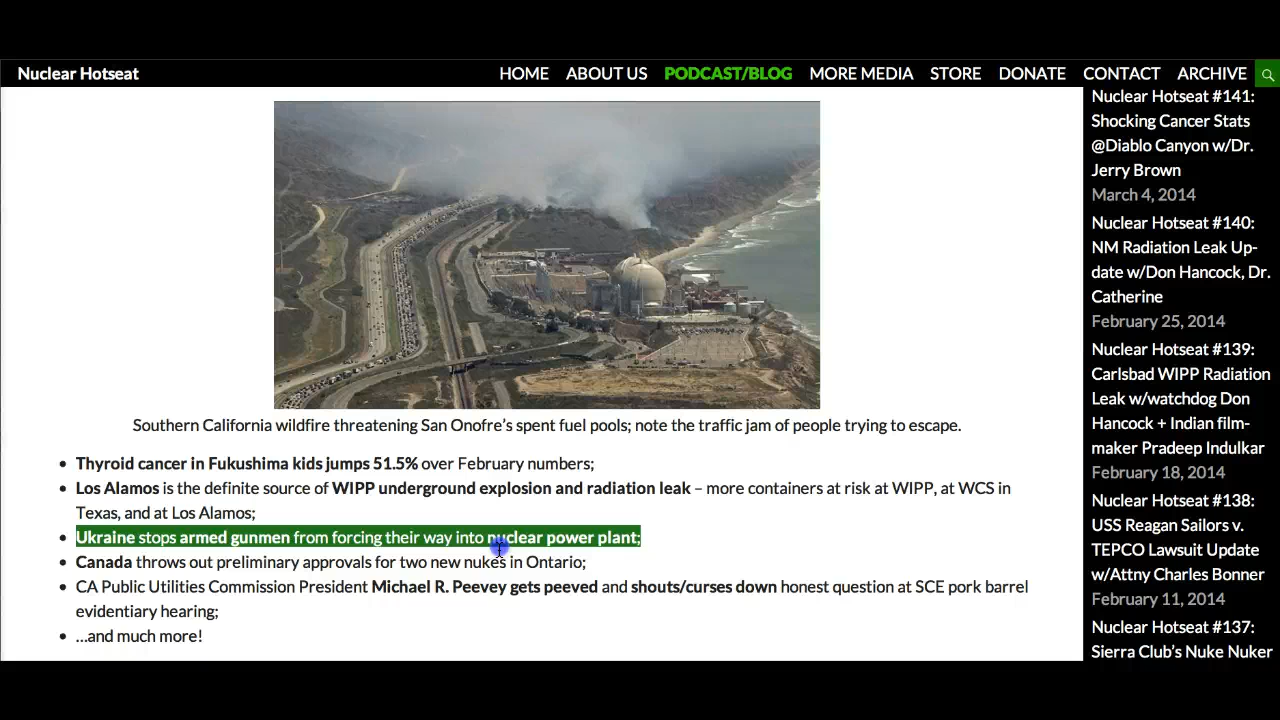 Nuclear Hotseat
HOME ABOUT US PODCAST/BLOG MORE MEDIA STORE DONATE CONTACT ARCHIVE
Southern California wildfire threatening San Onofre’s spent fuel pools; note the traffic jam of people trying to escape.
• Thyroid cancer in Fukushima kids jumps 51.5% over February numbers;
• Los Alamos is the definite source of WIPP underground explosion and radiation leak – more containers at risk at WIPP, at WCS in
Texas, and at Los Alamos;
• Ukraine stops armed gunmen from forcing their way into nuclear power plant;
• Canada throws out preliminary approvals for two new nukes in Ontario;
• CA Public Utilities Commission President Michael R. Peevey gets peeved and shouts/curses down honest question at SCE pork barrel
evidentiary hearing;
• …and much more!
Nuclear Hotseat #141:
Shocking Cancer Stats
@Diablo Canyon w/Dr.
Jerry Brown
March 4, 2014
Nuclear Hotseat #140:
NM Radiation Leak Up-
date w/Don Hancock, Dr.
Catherine
February 25, 2014
Nuclear Hotseat #139:
Carlsbad WIPP Radiation
Leak w/watchdog Don
Hancock + Indian film-
maker Pradeep Indulkar
February 18, 2014
Nuclear Hotseat #138:
USS Reagan Sailors v.
TEPCO Lawsuit Update
w/Attny Charles Bonner
February 11, 2014
Nuclear Hotseat #137:
Sierra Club’s Nuke Nuker